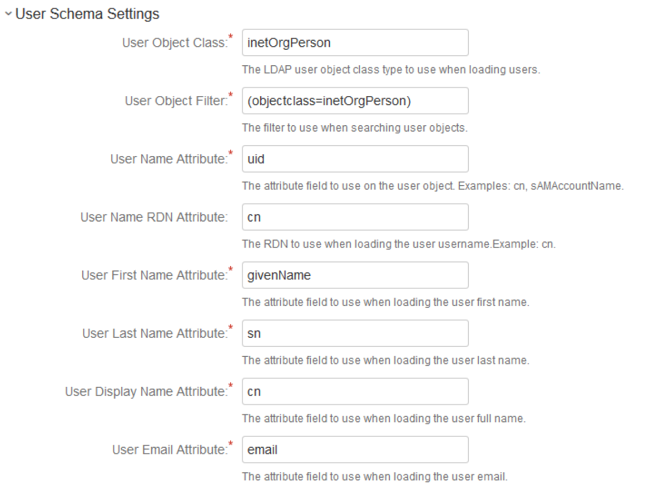 User Schema Settings
User Object Class:* inetOrgPerson
The LDAP user object class type to use when loading users.
User Object Filter:* (objectclass=inetOrgPerson)
The filter to use when searching user objects.
User Name Attribute:* uid
The attribute field to use on the user object. Examples: cn, sAMAccountName.
User Name RDN Attribute: cn
The RDN to use when loading the user username.Example: cn.
User First Name Attribute:* givenName
The attribute field to use when loading the user first name.
User Last Name Attribute:* sn
The attribute field to use when loading the user last name.
User Display Name Attribute:* cn
The attribute field to use when loading the user full name.
User Email Attribute:* email
The attribute field to use when loading the user email.